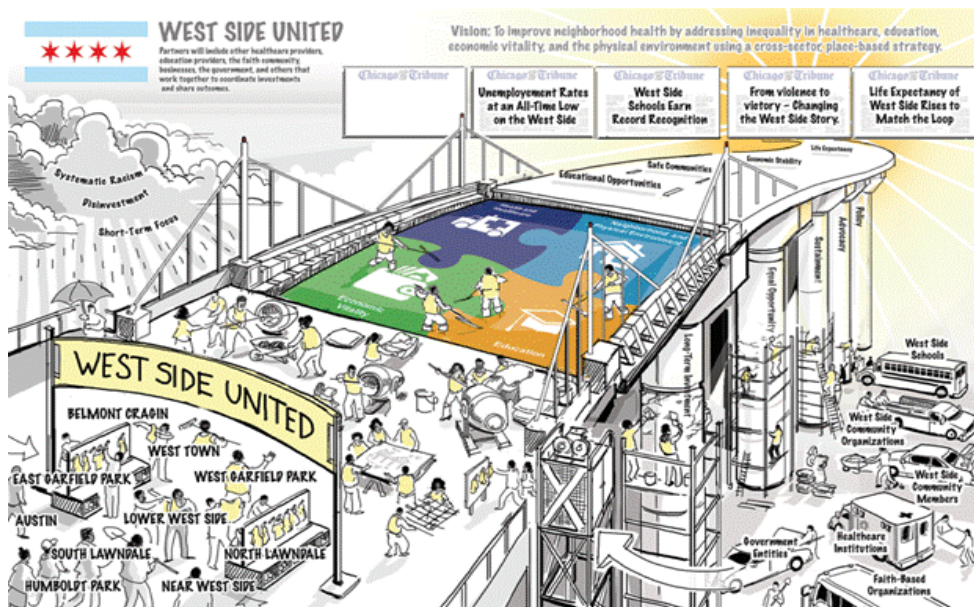 WEST SIDE UNITED
Partners will include other healthcare providers,
education providers, the faith community,
businesses, the government, and others that
work together to coordinate investments
and share outcomes.
Vision: To improve neighborhood health by addressing inequality in healthcare, education,
economic vitality, and the physical environment using a cross-sector, place-based strategy.
Chicago Tribune
Chicago Tribune
Unemployement Rates
at an All-Time Low
on the West Side
Chicago Tribune
West Side
Schools Earn
Record Recognition
Chicago Tribune
From violence to
victory – Changing
the West Side Story.
Chicago Tribune
Life Expectancy of
West Side Rises to
Match the Loop
Systematic Racism
Disinvestment
Short-Term Focus
Life Expectancy
Economic Stability
Safe Communities
Educational Opportunities
Health and
Healthcare
Neighborhood and
Physical Environment
Economic
Vitality
Education
Policy
Advocacy
Sustainment
Equal Opportunity
Long-Term Investment
WEST SIDE UNITED
BELMONT CRAGIN
WEST TOWN
EAST GARFIELD PARK
WEST GARFIELD PARK
AUSTIN
LOWER WEST SIDE
SOUTH LAWNDALE
NORTH LAWNDALE
HUMBOLDT PARK
NEAR WEST SIDE
West Side
Schools
West Side
Community
Organizations
West Side
Community
Members
Healthcare
Institutions
Government
Entities
Faith-Based
Organizations